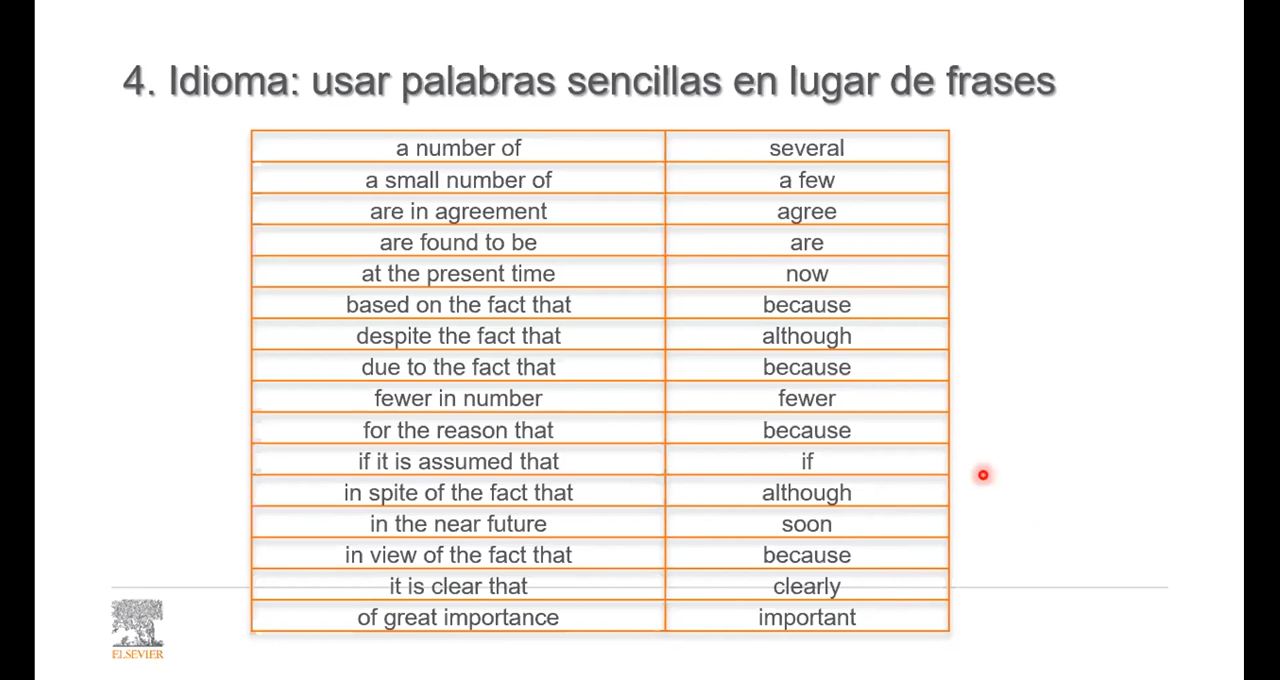 4. Idioma: usar palabras sencillas en lugar de frases
a number of several
a small number of a few
are in agreement agree
are found to be are
at the present time now
based on the fact that because
despite the fact that although
due to the fact that because
fewer in number fewer
for the reason that because
if it is assumed that if
in spite of the fact that although
in the near future soon
in view of the fact that because
it is clear that clearly
of great importance important
ELSEVIER